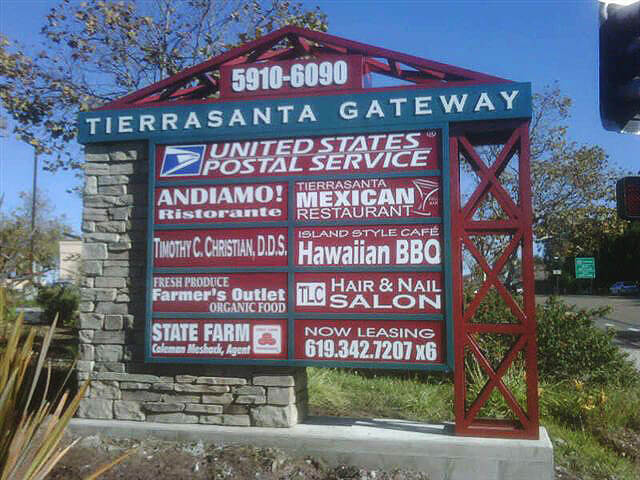 5910-6090
TIERRASANTA GATEWAY
UNITED STATES
POSTAL SERVICE®
ANDIAMO!
Ristorante
TIERRASANTA
MEXICAN
RESTAURANT
TIMOTHY C. CHRISTIAN, D.D.S.
ISLAND STYLE CAFÉ
Hawaiian BBQ
FRESH PRODUCE
Farmer's Outlet
ORGANIC FOOD
TLC HAIR & NAIL
SALON
STATE FARM
Coleman Meshack, Agent
NOW LEASING
619.342.7207 x6